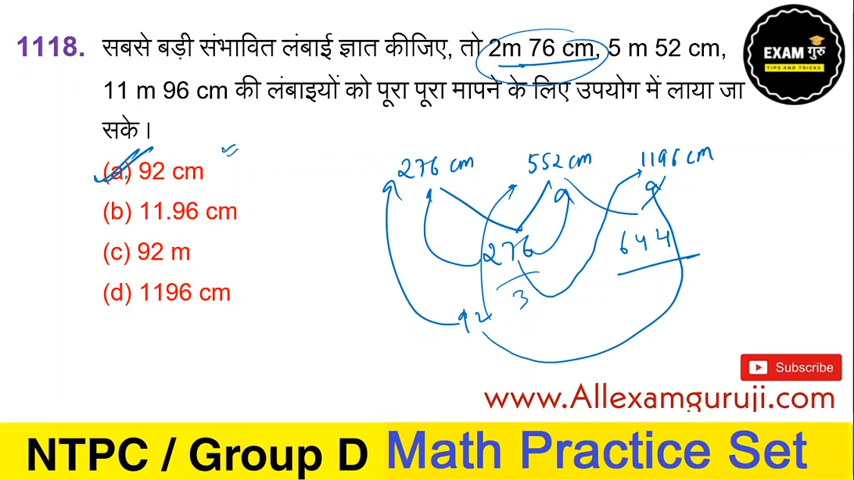 1118. सबसे बड़ी संभावित लंबाई ज्ञात कीजिए, तो 2m 76 cm, 5 m 52 cm,
11 m 96 cm की लंबाइयों को पूरा पूरा मापने के लिए उपयोग में लाया जा
सके।
(a) 92 cm
(b) 11.96 cm
(c) 92 m
(d) 1196 cm
276 cm 552 cm 1196 cm
276 644
3
92
EXAM गुरु
TIPS AND TRICKS
Subscribe
www.Allexamguruji.com
NTPC / Group D Math Practice Set